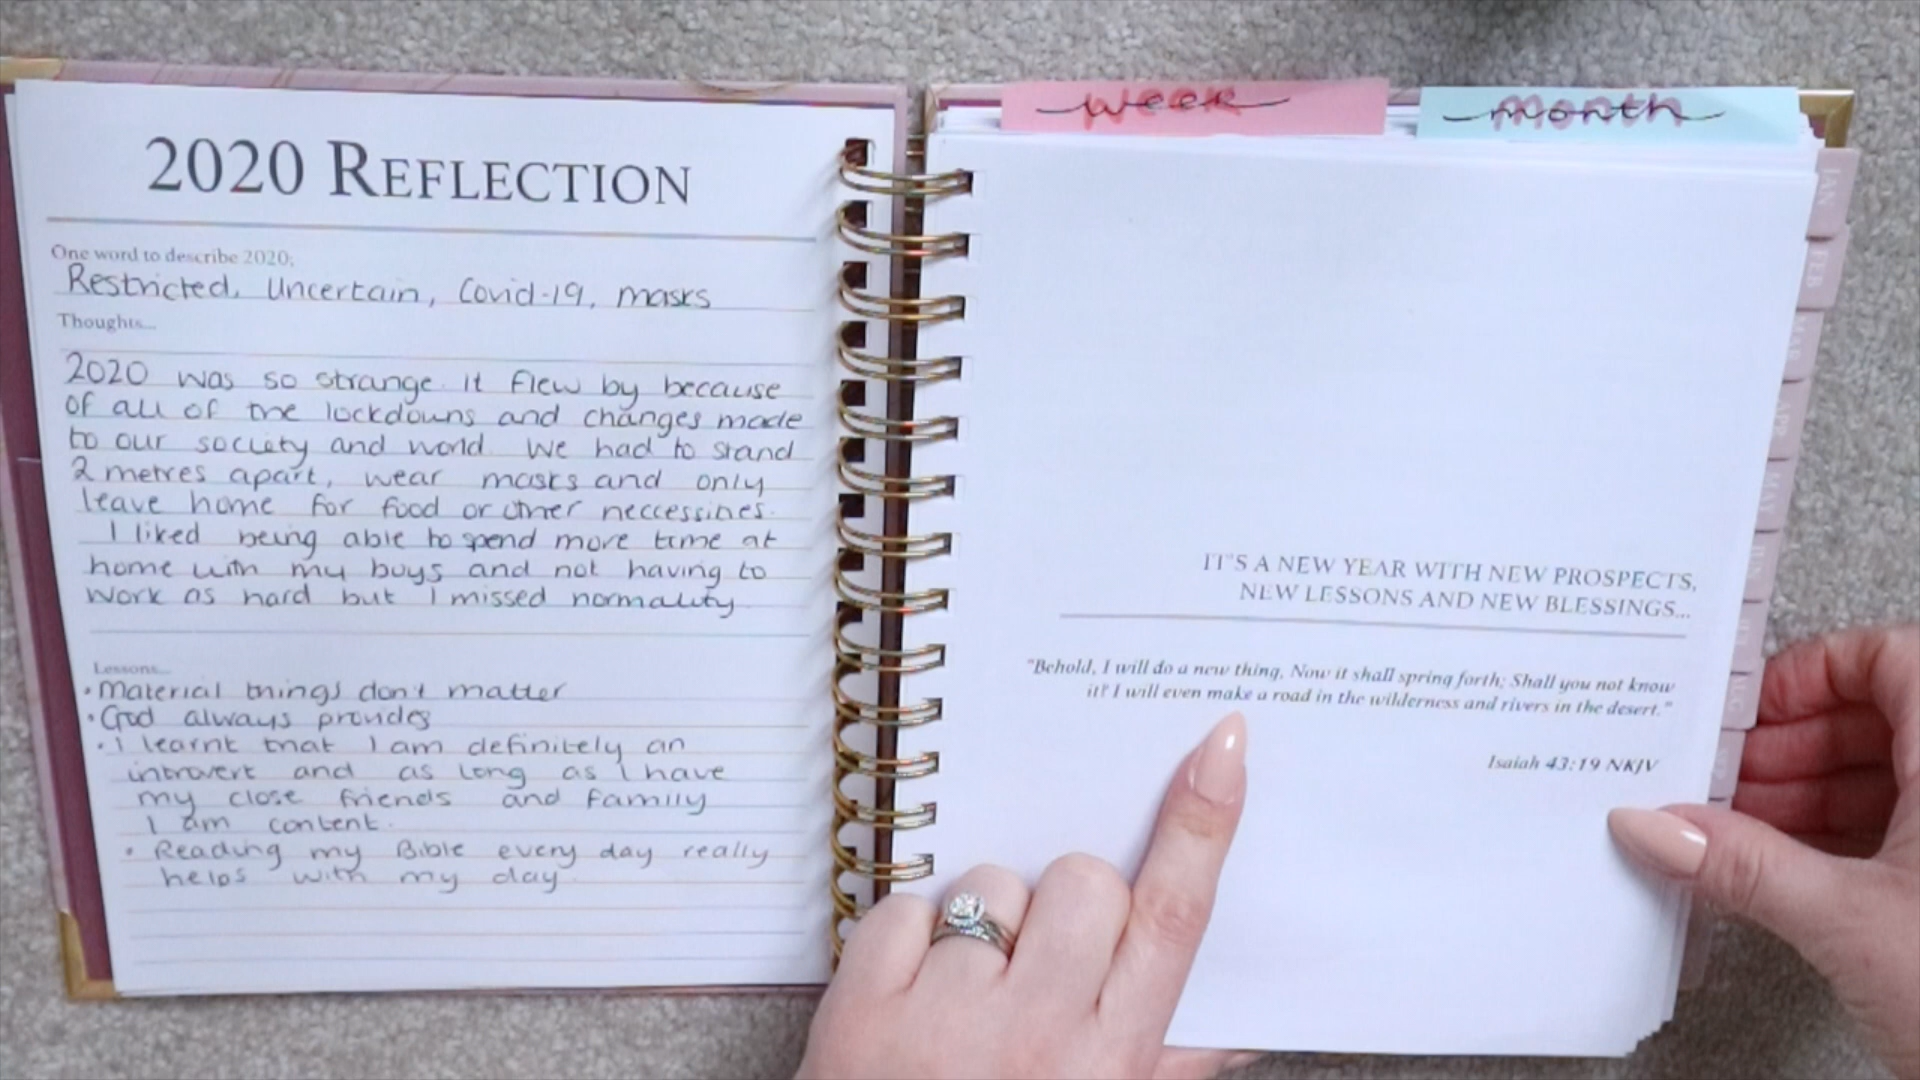 2020 REFLECTION
One word to describe 2020:
Restricted, Uncertain, Covid-19, masks
Thoughts...
2020 was so strange. it flew by because
of all of the lockdowns and changes made
to our society and world. We had to stand
2 metres apart, wear masks and only
leave home for food or other neccessities.
I liked being able to spend more time at
home with my boys and not having to
work as hard but I missed normality.
Lessons...
• Material things don't matter
• God always provides
• I learnt that I am definitely an
introvert and as long as I have
my close friends and family
I am content.
• Reading my Bible every day really
helps with my day.
week
month
IT'S A NEW YEAR WITH NEW PROSPECTS,
NEW LESSONS AND NEW BLESSINGS...
"Behold, I will do a new thing, Now it shall spring forth; Shall you not know
it? I will even make a road in the wilderness and rivers in the desert."
Isaiah 43:19 NKJV
JAN
FEB
MAR
APR
MAY
JUN